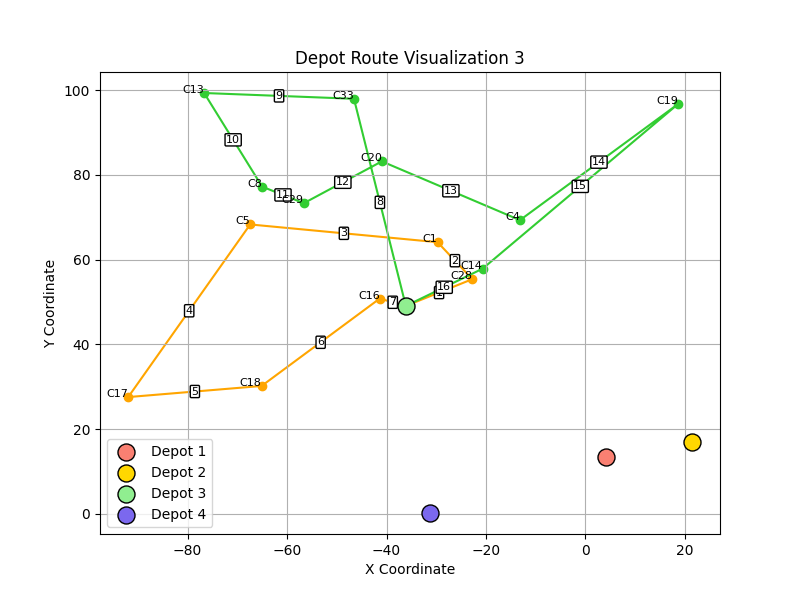 Depot Route Visualization 3
100
80
60
40
20
0
Y Coordinate
−80
−60
−40
−20
0
20
X Coordinate
C13
9
C33
C19
10
C20
14
C8
11
C29
12
13
15
8
C5
3
C1
C4
2
C14
C28
4
C16
7
16
1
6
C17
5
C18
Depot 1
Depot 2
Depot 3
Depot 4